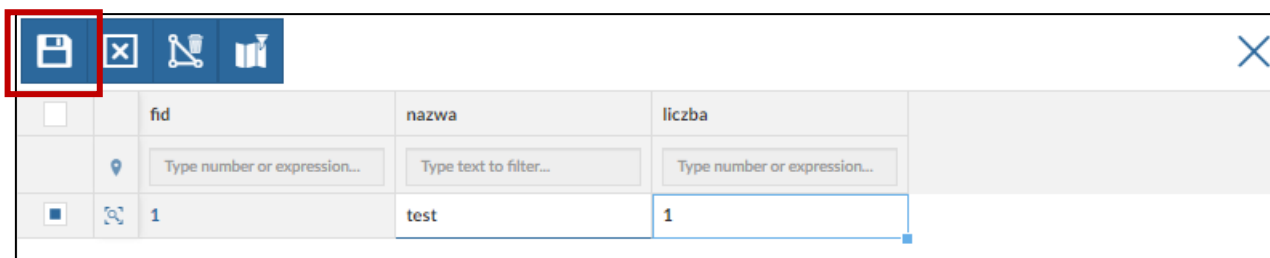 fid nazwa liczba
Type number or expression... Type text to filter... Type number or expression...
1 test 1